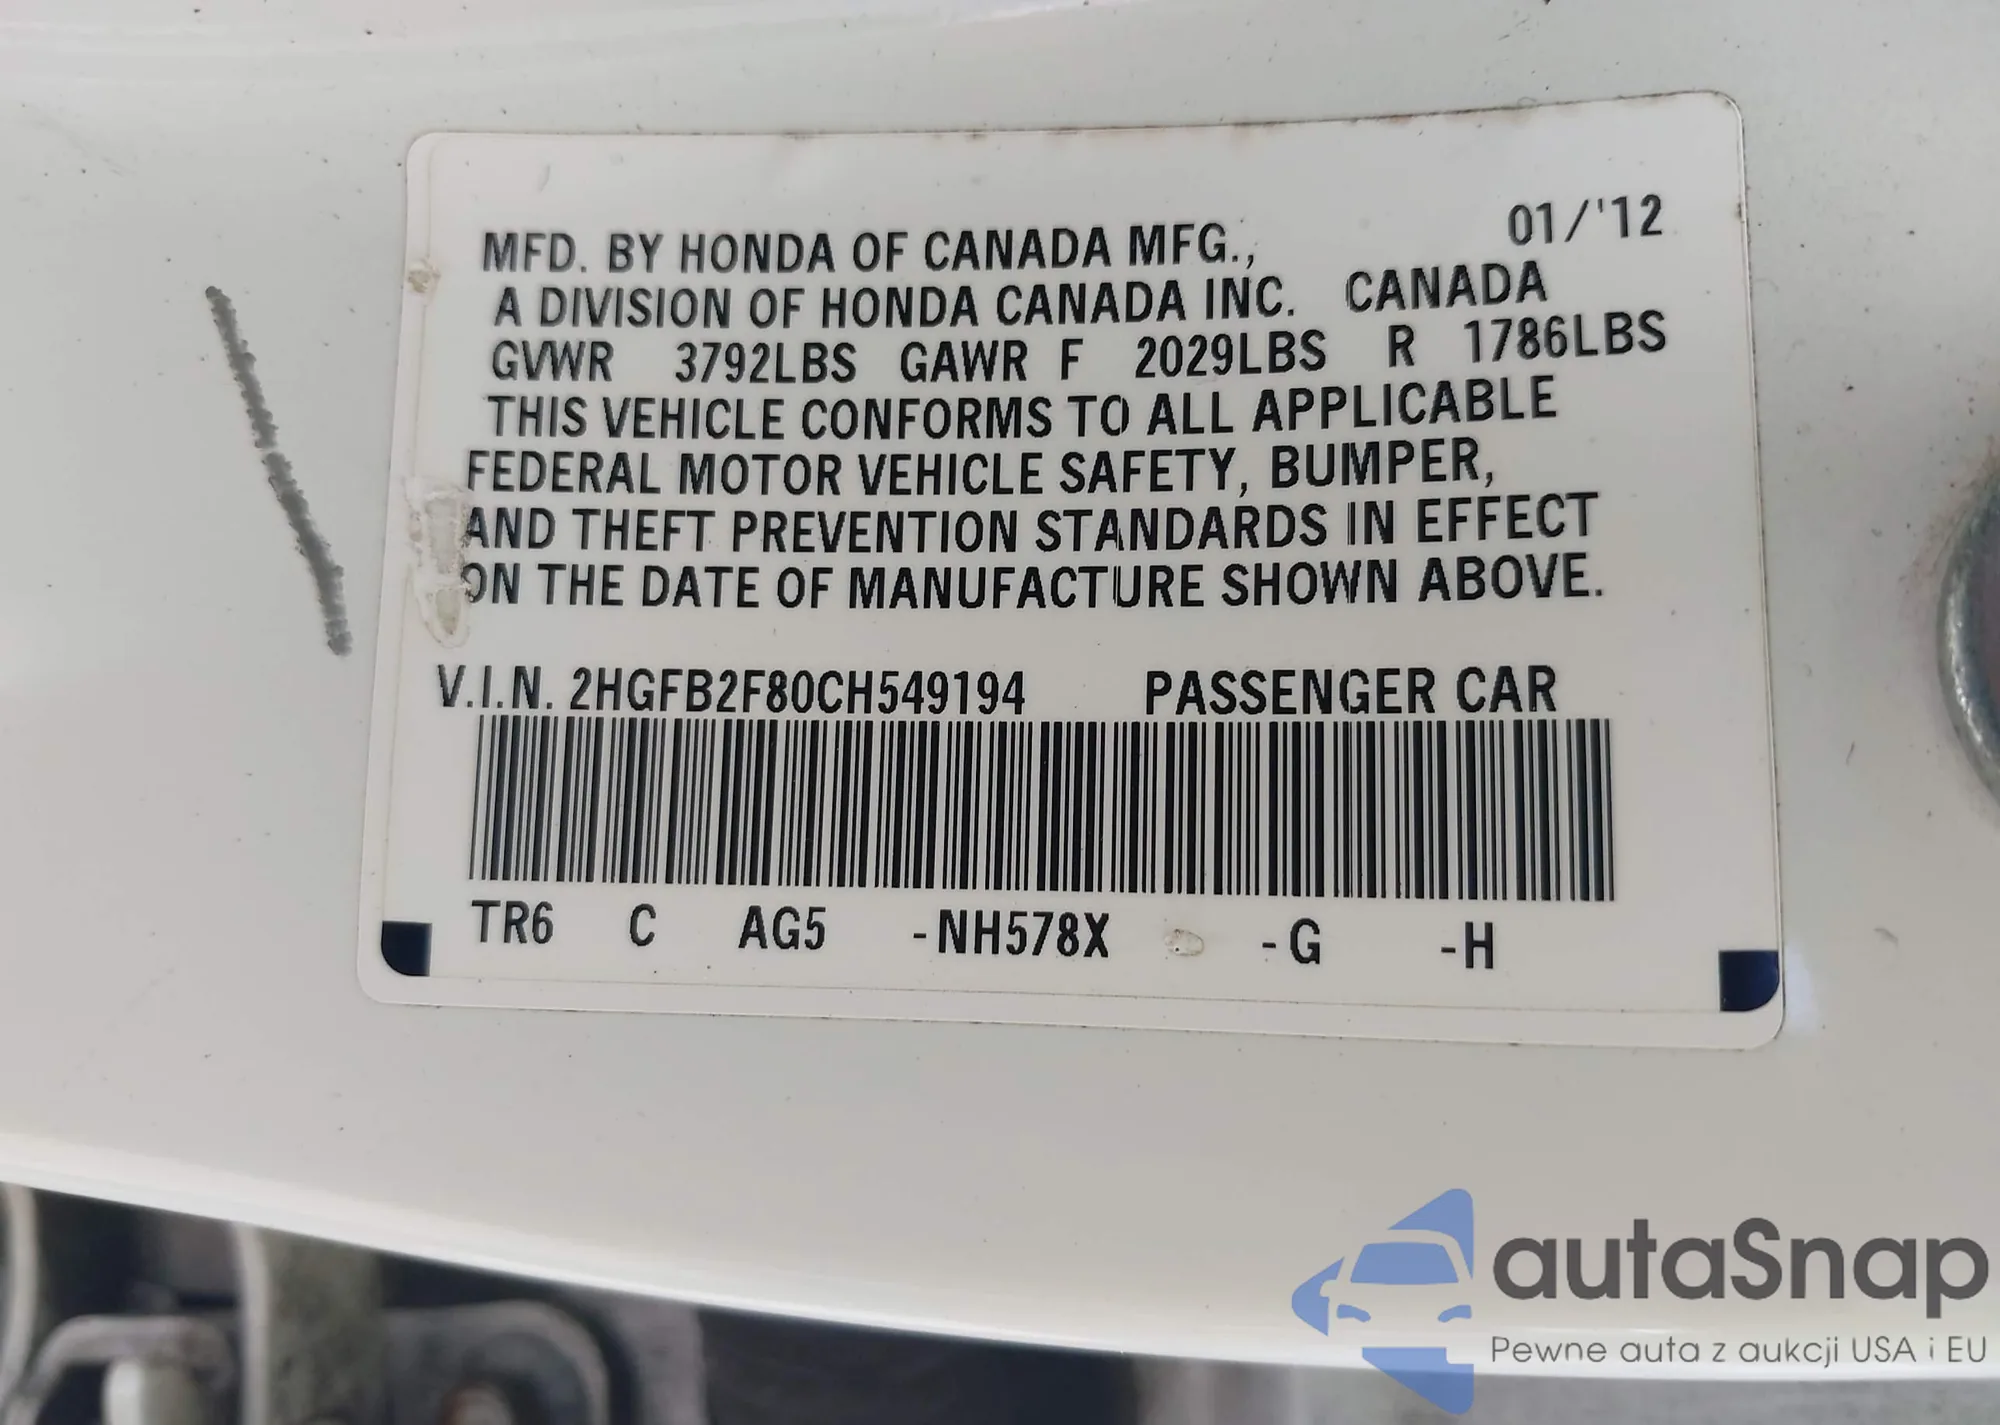 01/'12
MFD. BY HONDA OF CANADA MFG.,
A DIVISION OF HONDA CANADA INC. CANADA
GVWR 3792LBS GAWR F 2029LBS R 1786LBS
THIS VEHICLE CONFORMS TO ALL APPLICABLE
FEDERAL MOTOR VEHICLE SAFETY, BUMPER,
AND THEFT PREVENTION STANDARDS IN EFFECT
ON THE DATE OF MANUFACTURE SHOWN ABOVE.
V.I.N. 2HGFB2F80CH549194 PASSENGER CAR
TR6 C AG5 -NH578X -G -H
autaSnap
Pewne auta z aukcji USA i EU